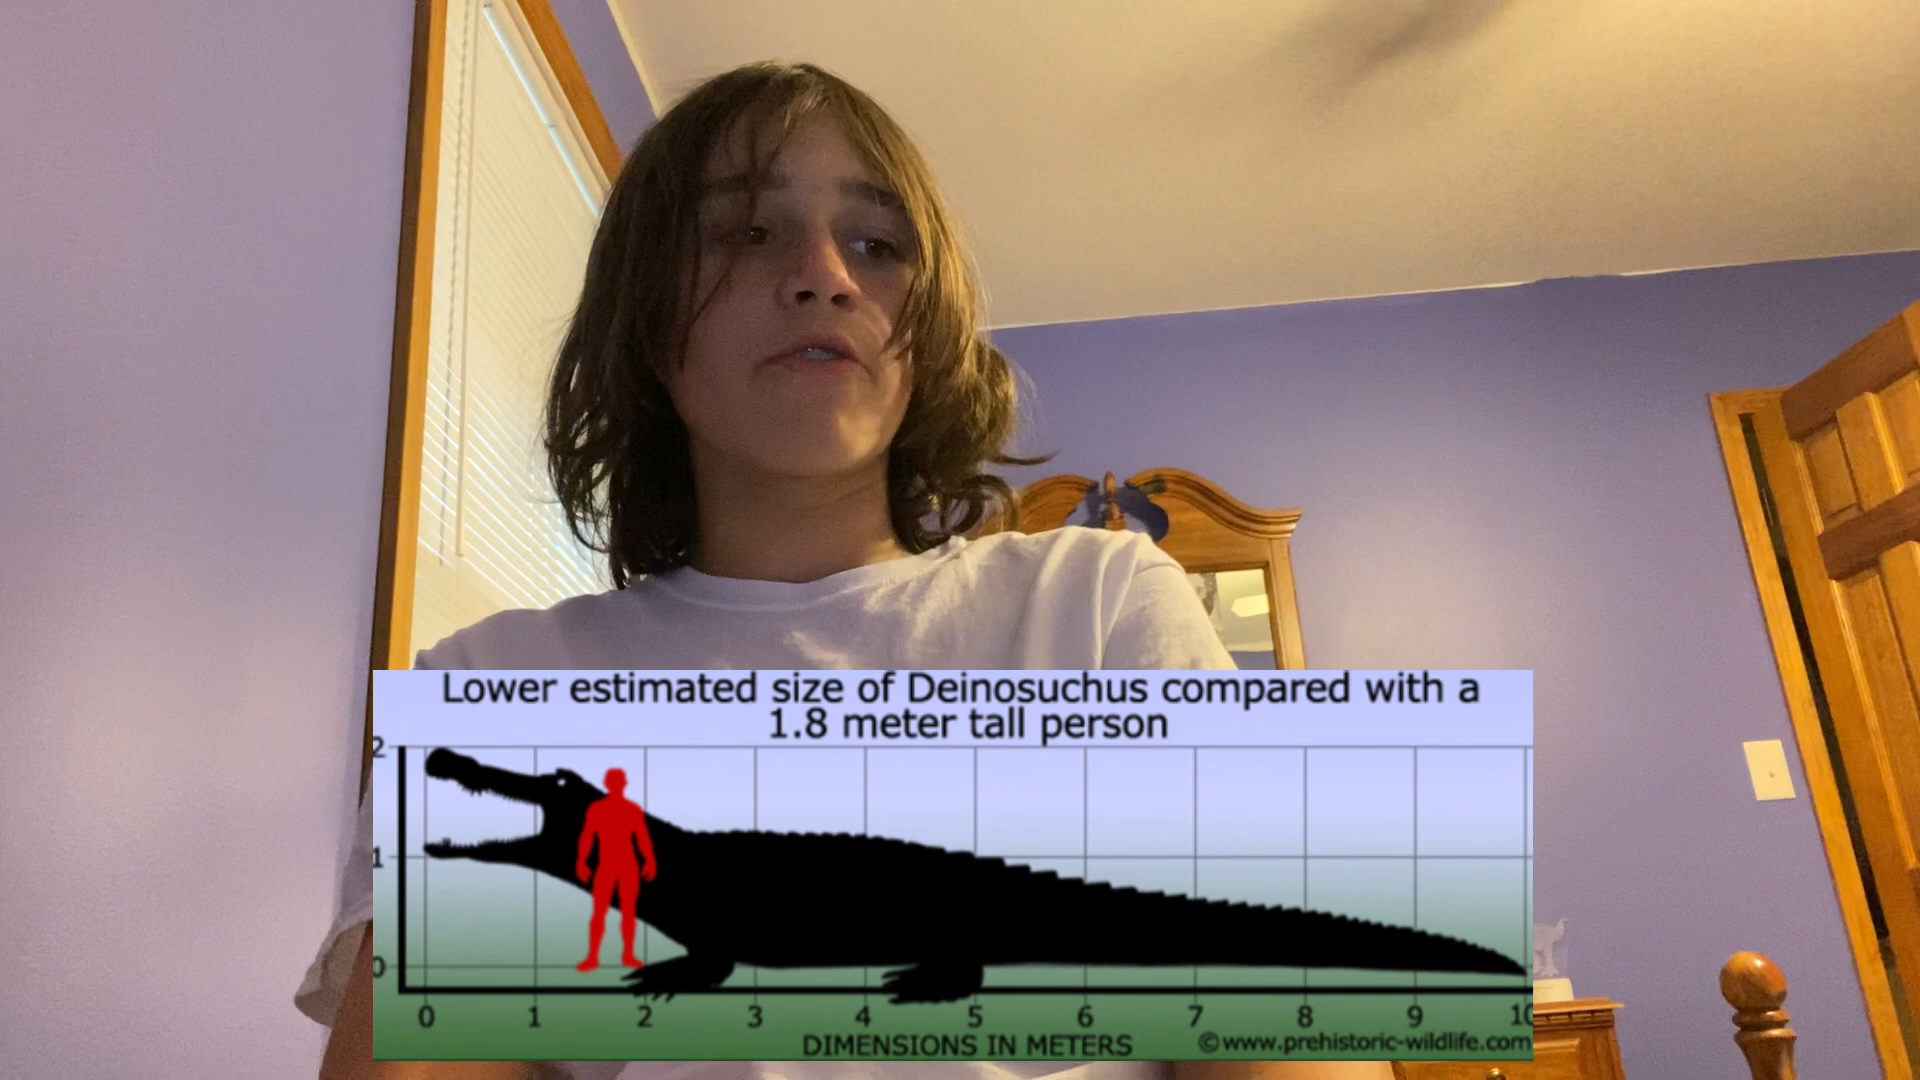 Lower estimated size of Deinosuchus compared with a
1.8 meter tall person
2
1
0
0 1 2 3 4 5 6 7 8 9 10
DIMENSIONS IN METERS ©www.prehistoric-wildlife.com